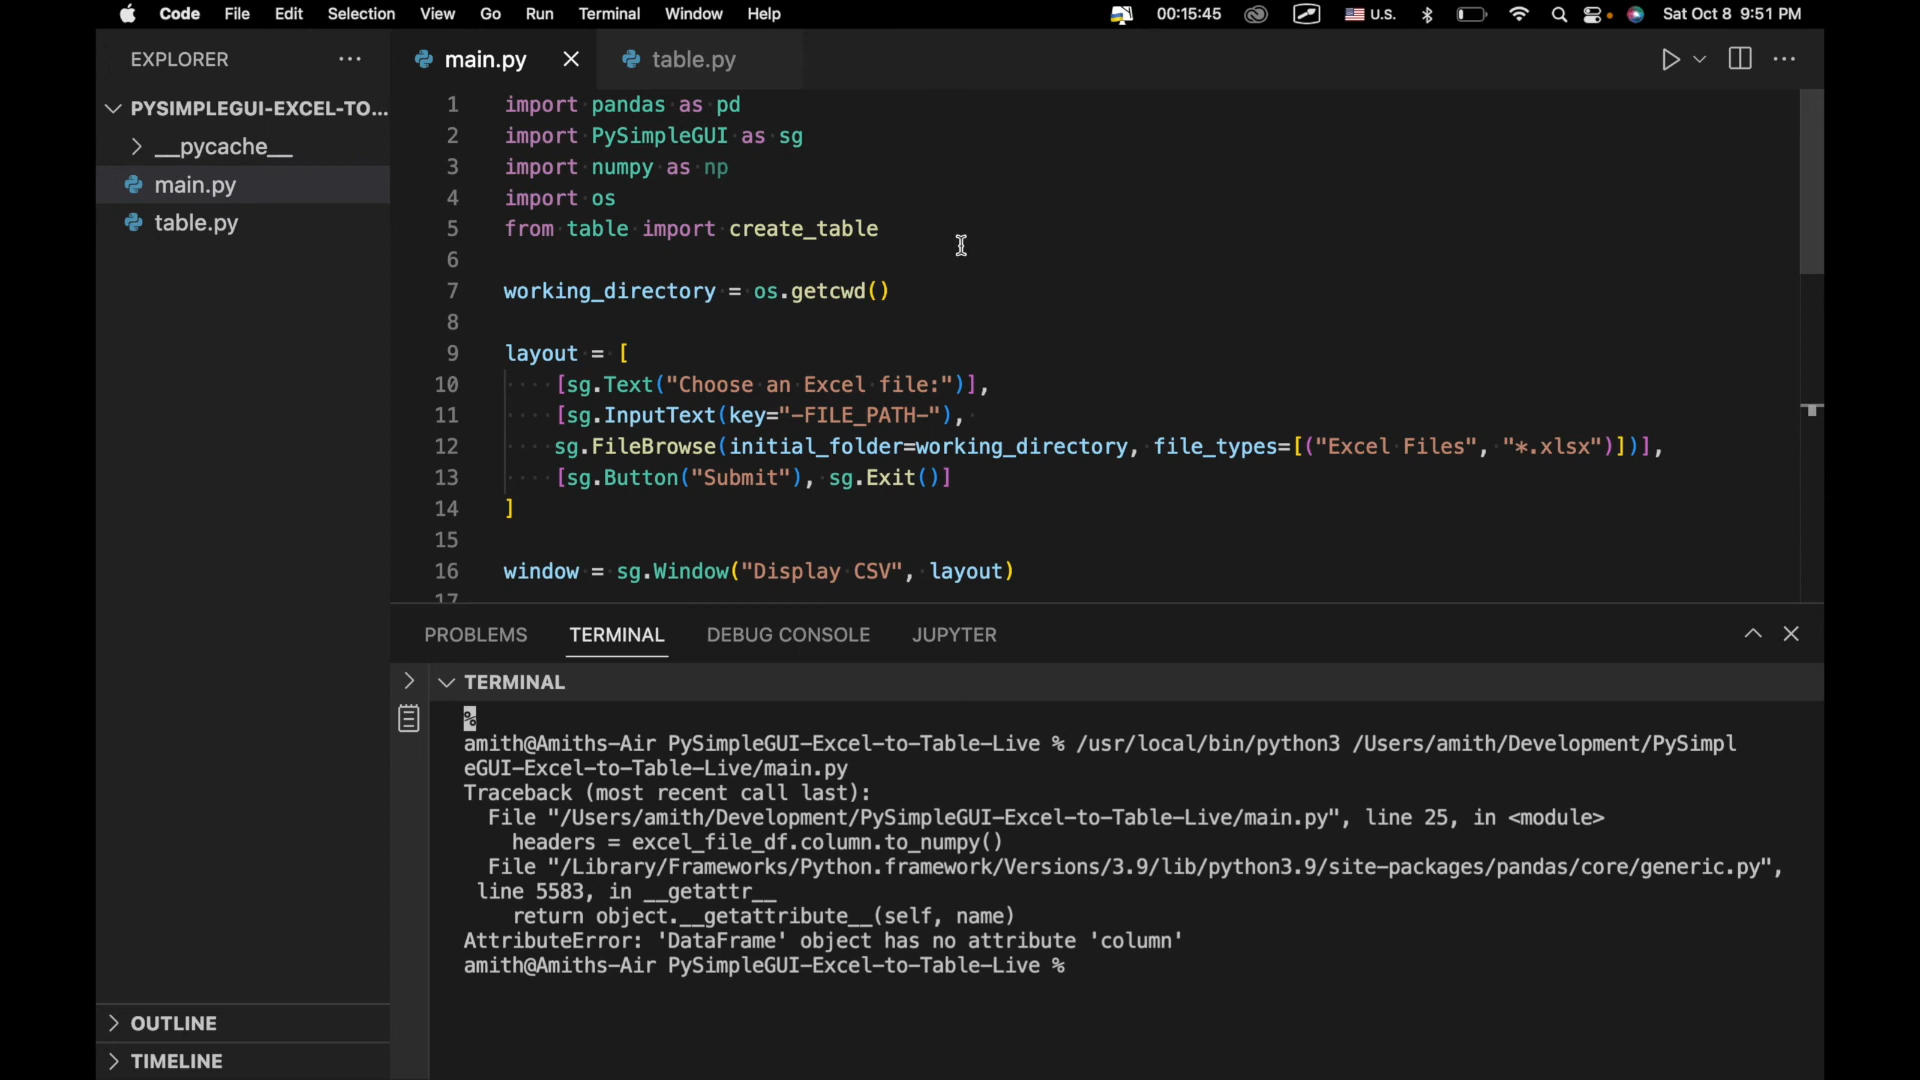 Code File Edit Selection View Go Run Terminal Window Help 00:15:45 U.S. Sat Oct 8 9:51 PM
EXPLORER ...
PYSIMPLEGUI-EXCEL-TO...
__pycache__
main.py
table.py
OUTLINE
TIMELINE
main.py table.py
1 import pandas as pd
2 import PySimpleGUI as sg
3 import numpy as np
4 import os
5 from table import create_table
6
7 working_directory = os.getcwd()
8
9 layout = [
10 [sg.Text("Choose an Excel file:")],
11 [sg.InputText(key="-FILE_PATH-"),
12 sg.FileBrowse(initial_folder=working_directory, file_types=[("Excel Files", "*.xlsx")])],
13 [sg.Button("Submit"), sg.Exit()]
14 ]
15
16 window = sg.Window("Display CSV", layout)
17
PROBLEMS TERMINAL DEBUG CONSOLE JUPYTER
TERMINAL
%
amith@Amiths-Air PySimpleGUI-Excel-to-Table-Live % /usr/local/bin/python3 /Users/amith/Development/PySimpl
eGUI-Excel-to-Table-Live/main.py
Traceback (most recent call last):
File "/Users/amith/Development/PySimpleGUI-Excel-to-Table-Live/main.py", line 25, in <module>
headers = excel_file_df.column.to_numpy()
File "/Library/Frameworks/Python.framework/Versions/3.9/lib/python3.9/site-packages/pandas/core/generic.py",
line 5583, in __getattr__
return object.__getattribute__(self, name)
AttributeError: 'DataFrame' object has no attribute 'column'
amith@Amiths-Air PySimpleGUI-Excel-to-Table-Live %